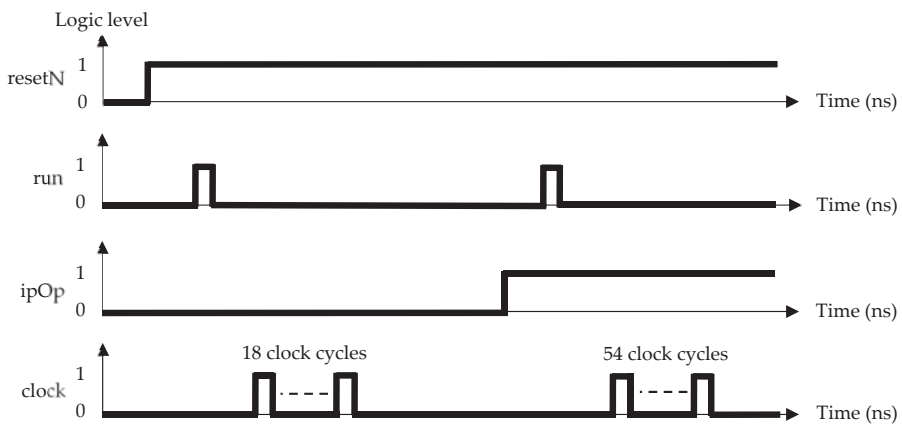 Logic level
resetN
1
0
Time (ns)
run
1
0
Time (ns)
ipOp
1
0
Time (ns)
18 clock cycles
54 clock cycles
clock
1
0
Time (ns)